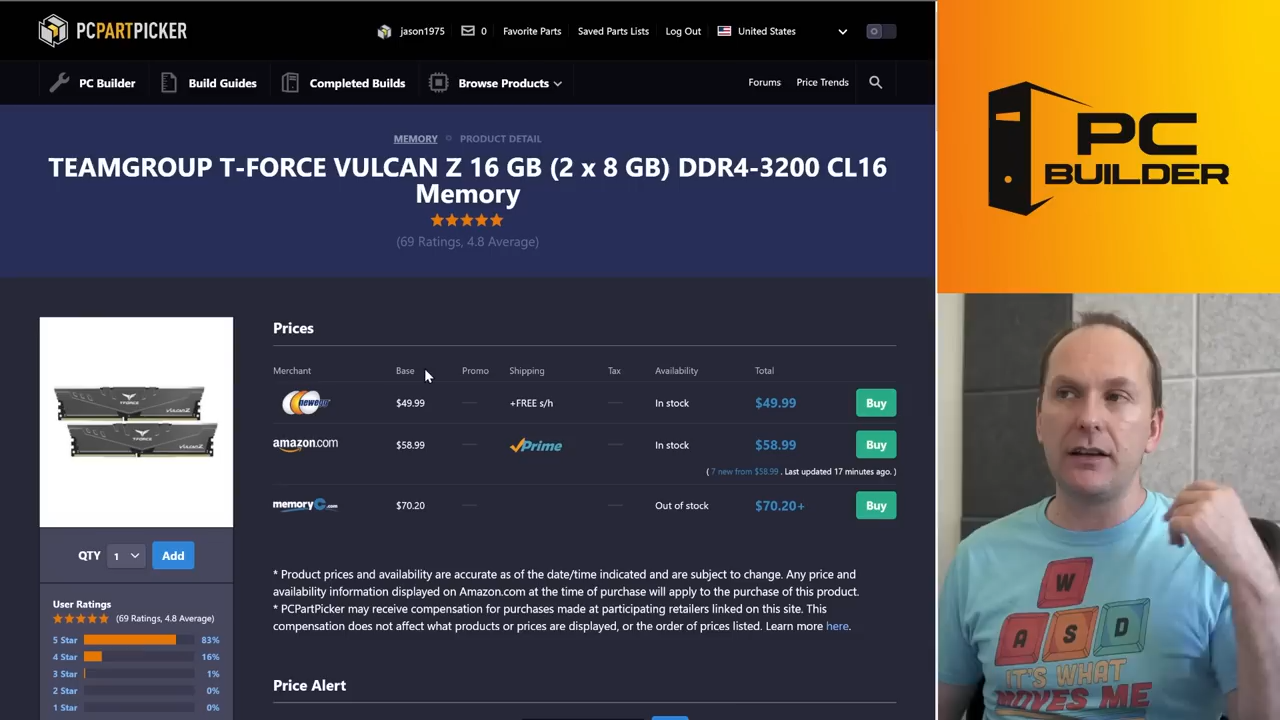 PCPARTPICKER
jason1975
0
Favorite Parts
Saved Parts Lists
Log Out
United States
PC Builder
Build Guides
Completed Builds
Browse Products
Forums
Price Trends
MEMORY
PRODUCT DETAIL
TEAMGROUP T-FORCE VULCAN Z 16 GB (2 x 8 GB) DDR4-3200 CL16
Memory
(69 Ratings, 4.8 Average)
Prices
Merchant Base Promo Shipping Tax Availability Total
newegg $49.99 — +FREE s/h — In stock $49.99 Buy
amazon.com $58.99 — Prime — In stock $58.99 Buy
( 7 new from $58.99 . Last updated 17 minutes ago. )
memoryC.com $70.20 — — Out of stock $70.20+ Buy
T-FORCE
VULCANZ
T-FORCE
VULCANZ
QTY 1 Add
User Ratings
(69 Ratings, 4.8 Average)
5 Star 83%
4 Star 16%
3 Star 1%
2 Star 0%
1 Star 0%
* Product prices and availability are accurate as of the date/time indicated and are subject to change. Any price and
availability information displayed on Amazon.com at the time of purchase will apply to the purchase of this product.
* PCPartPicker may receive compensation for purchases made at participating retailers linked on this site. This
compensation does not affect what products or prices are displayed, or the order of prices listed. Learn more here.
Price Alert
PC
BUILDER
W
A S D
IT'S WHAT
MOVES ME